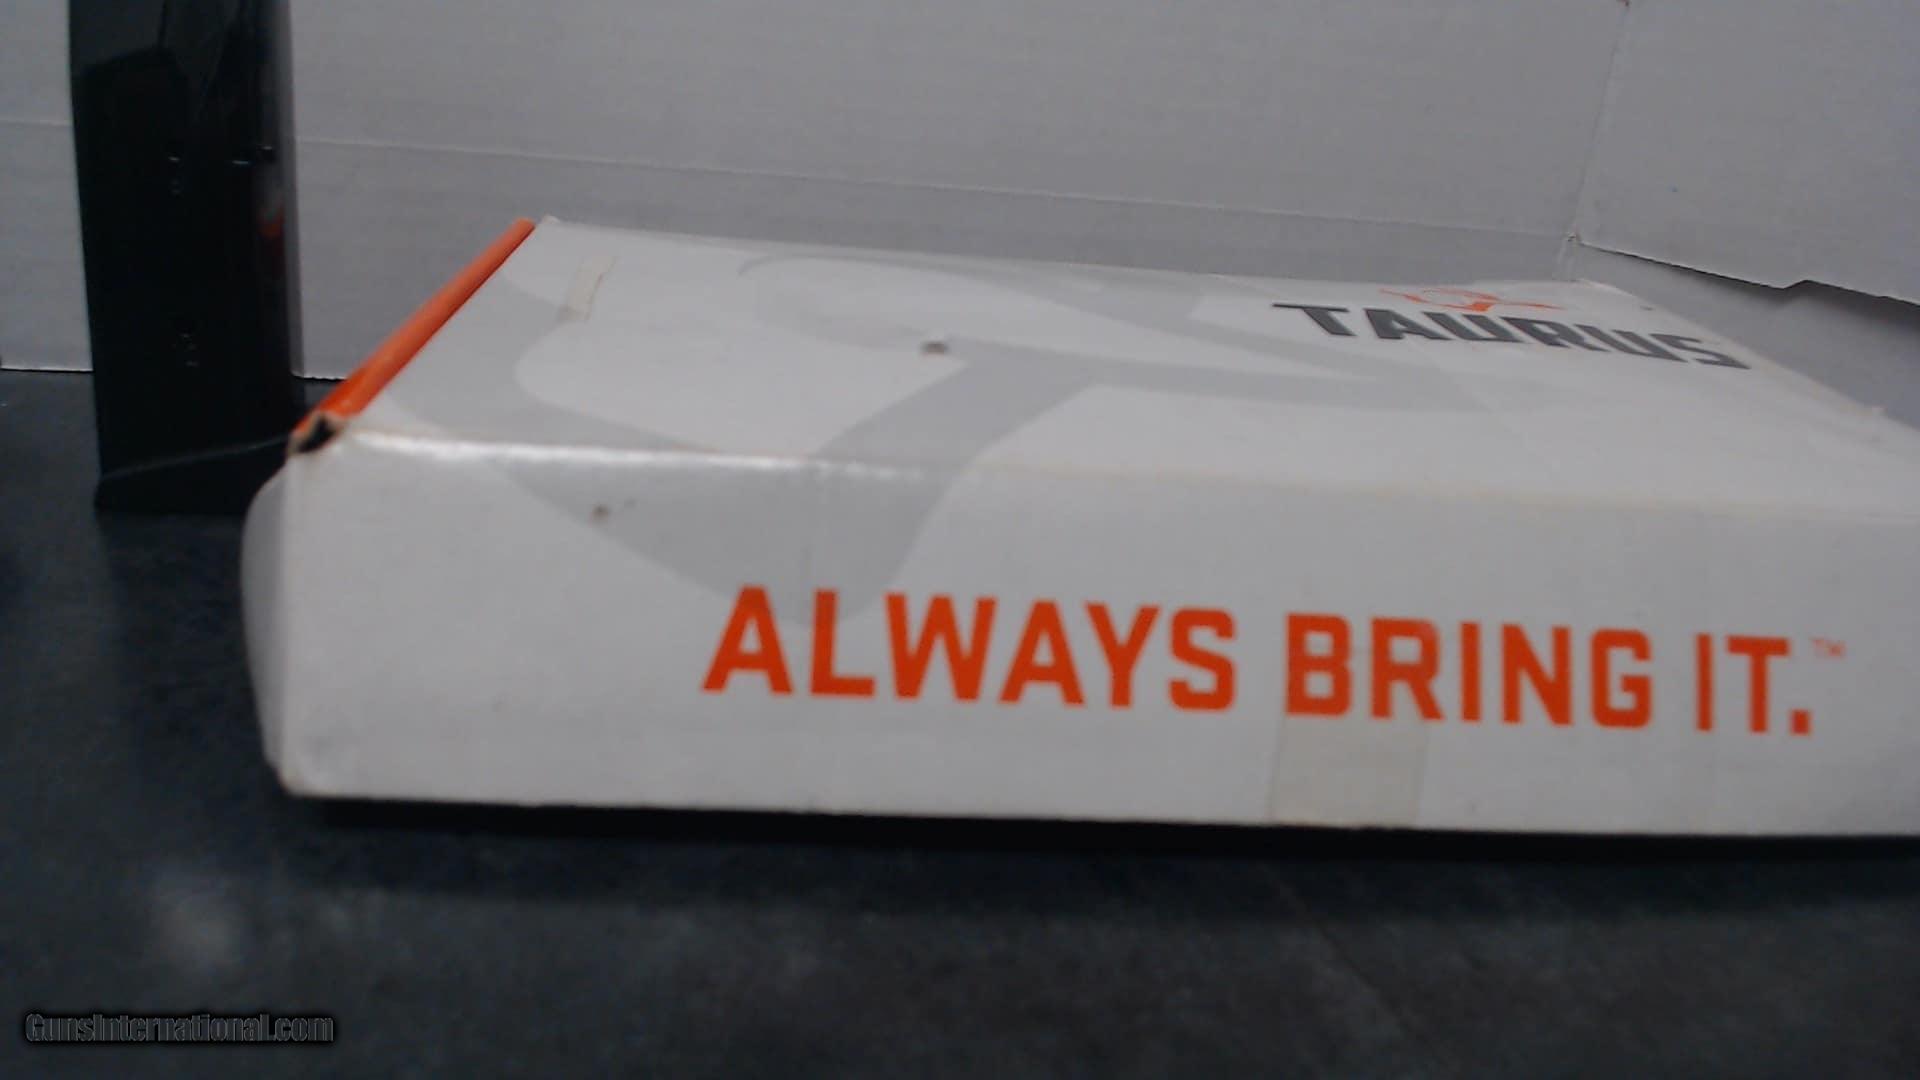 TAURUS
ALWAYS BRING IT.™
GunsInternational.com